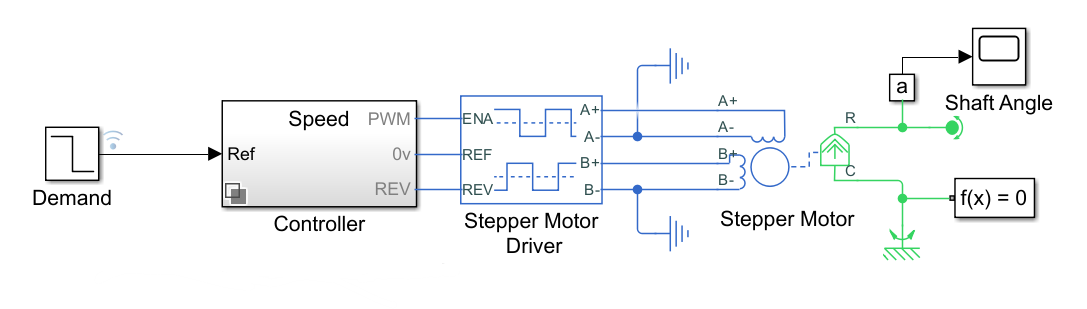 Demand
Ref
Speed
PWM
0v
REV
Controller
ENA
REF
REV
A+
A-
B+
B-
Stepper Motor
Driver
A+
A-
B+
B-
Stepper Motor
R
C
a
Shaft Angle
f(x) = 0